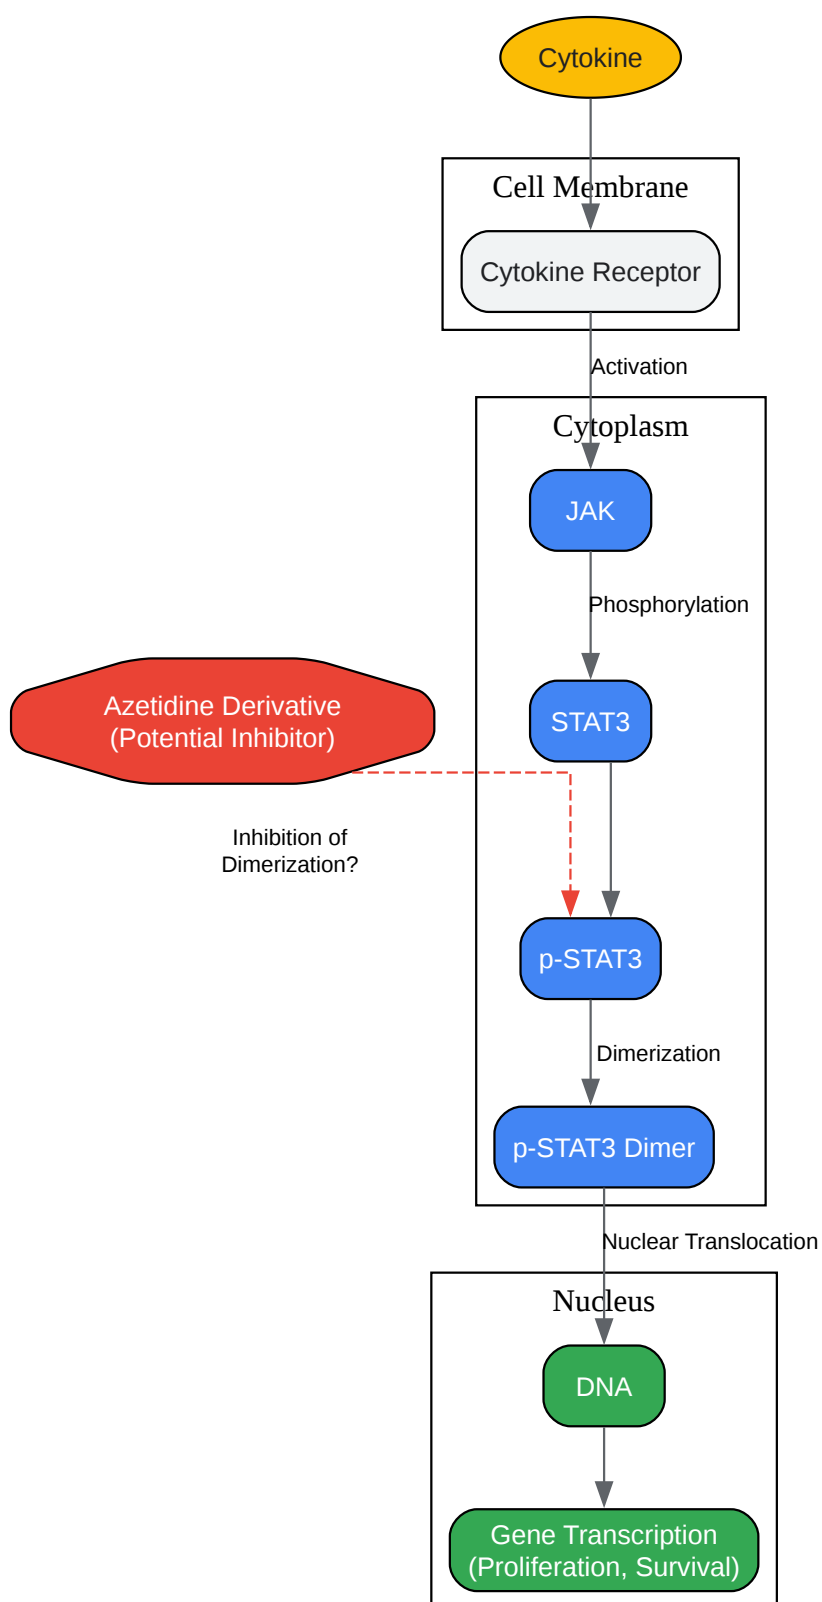 Cytokine
Cell Membrane
Cytokine Receptor
Activation
Cytoplasm
JAK
Phosphorylation
STAT3
Azetidine Derivative
(Potential Inhibitor)
Inhibition of
Dimerization?
p-STAT3
Dimerization
p-STAT3 Dimer
Nuclear Translocation
Nucleus
DNA
Gene Transcription
(Proliferation, Survival)